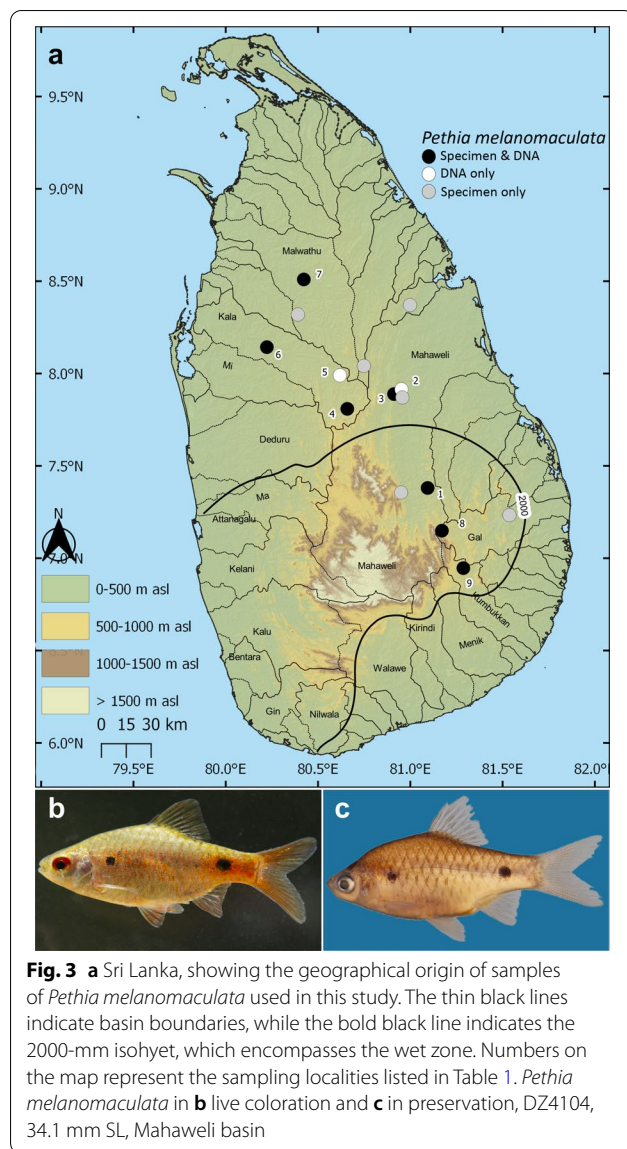 a
9.5°N
9.0°N
8.5°N
8.0°N
7.5°N
7.0°N
6.5°N
6.0°N
Pethia melanomaculata
Specimen & DNA
DNA only
Specimen only
Malwathu
7
Kala
6
Mi
5
2
Mahaweli
3
4
Deduru
Ma
1
2000
Attanagalu
8
Gal
N
Kelani
Mahaweli
9
Kumbukkan
0-500 m asl
500-1000 m asl
1000-1500 m asl
> 1500 m asl
Kalu
Kirindi
Menik
Bentara
Walawe
Gin
Nilwala
0 15 30 km
79.5°E 80.0°E 80.5°E 81.0°E 81.5°E 82.0°E
b
c
Fig. 3 a Sri Lanka, showing the geographical origin of samples
of Pethia melanomaculata used in this study. The thin black lines
indicate basin boundaries, while the bold black line indicates the
2000-mm isohyet, which encompasses the wet zone. Numbers on
the map represent the sampling localities listed in Table 1. Pethia
melanomaculata in b live coloration and c in preservation, DZ4104,
34.1 mm SL, Mahaweli basin